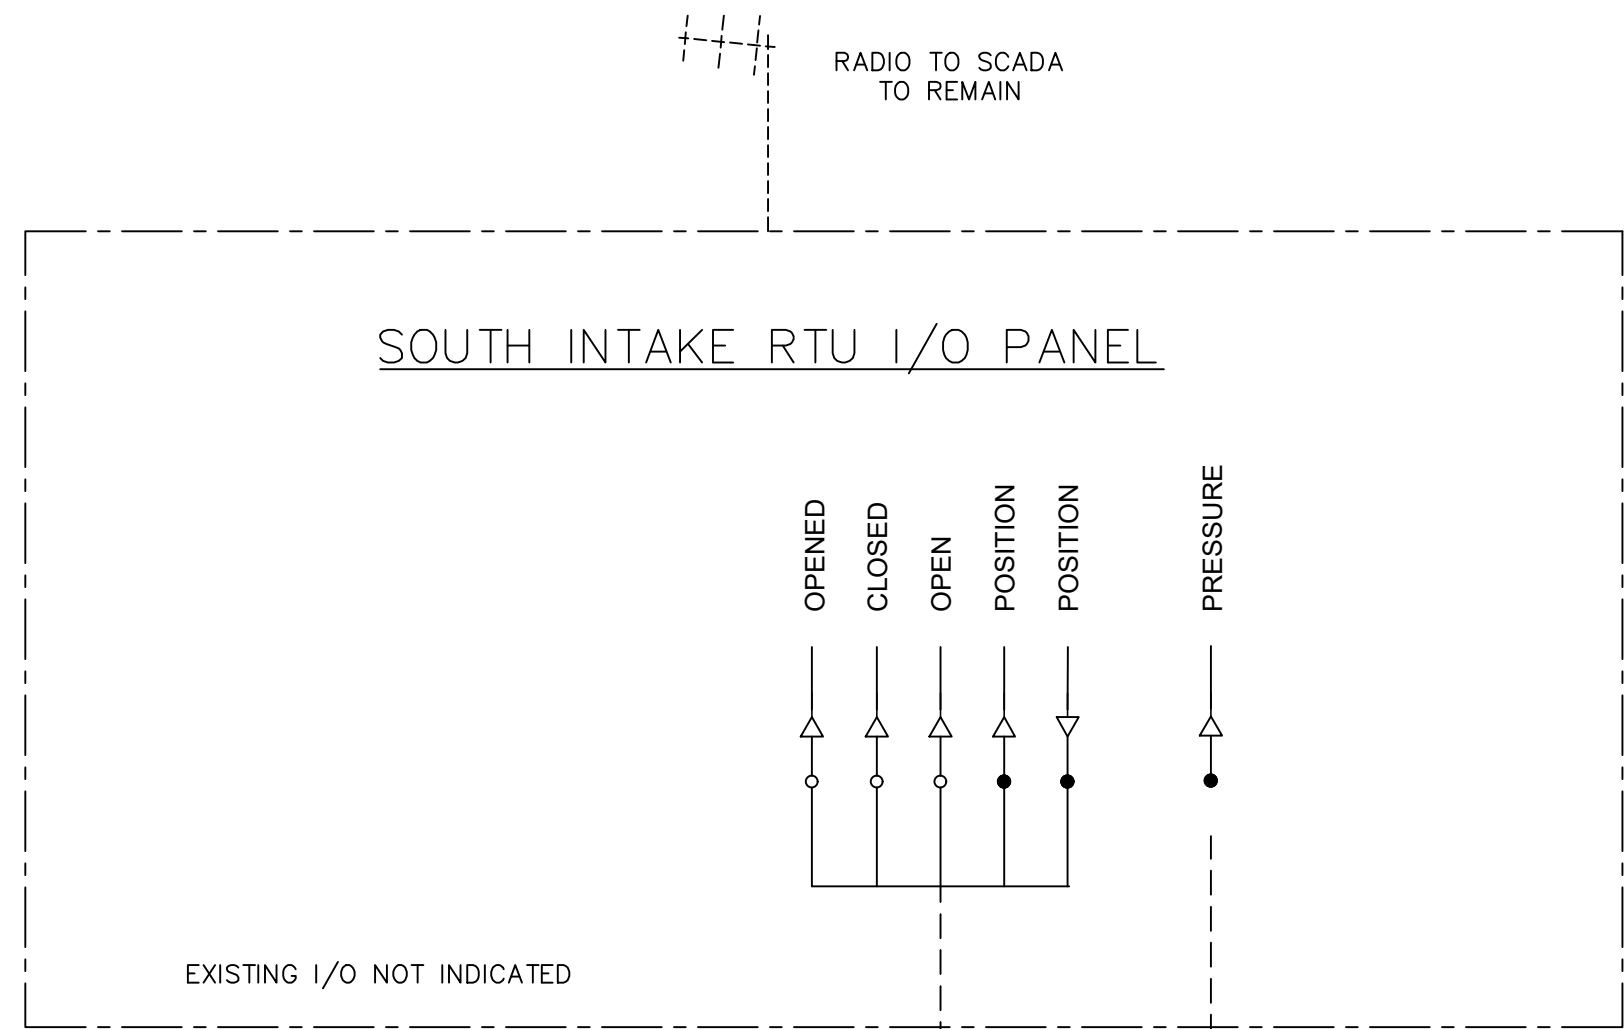 RADIO TO SCADA
TO REMAIN
SOUTH INTAKE RTU I/O PANEL
OPENED
CLOSED
OPEN
POSITION
POSITION
PRESSURE
EXISTING I/O NOT INDICATED